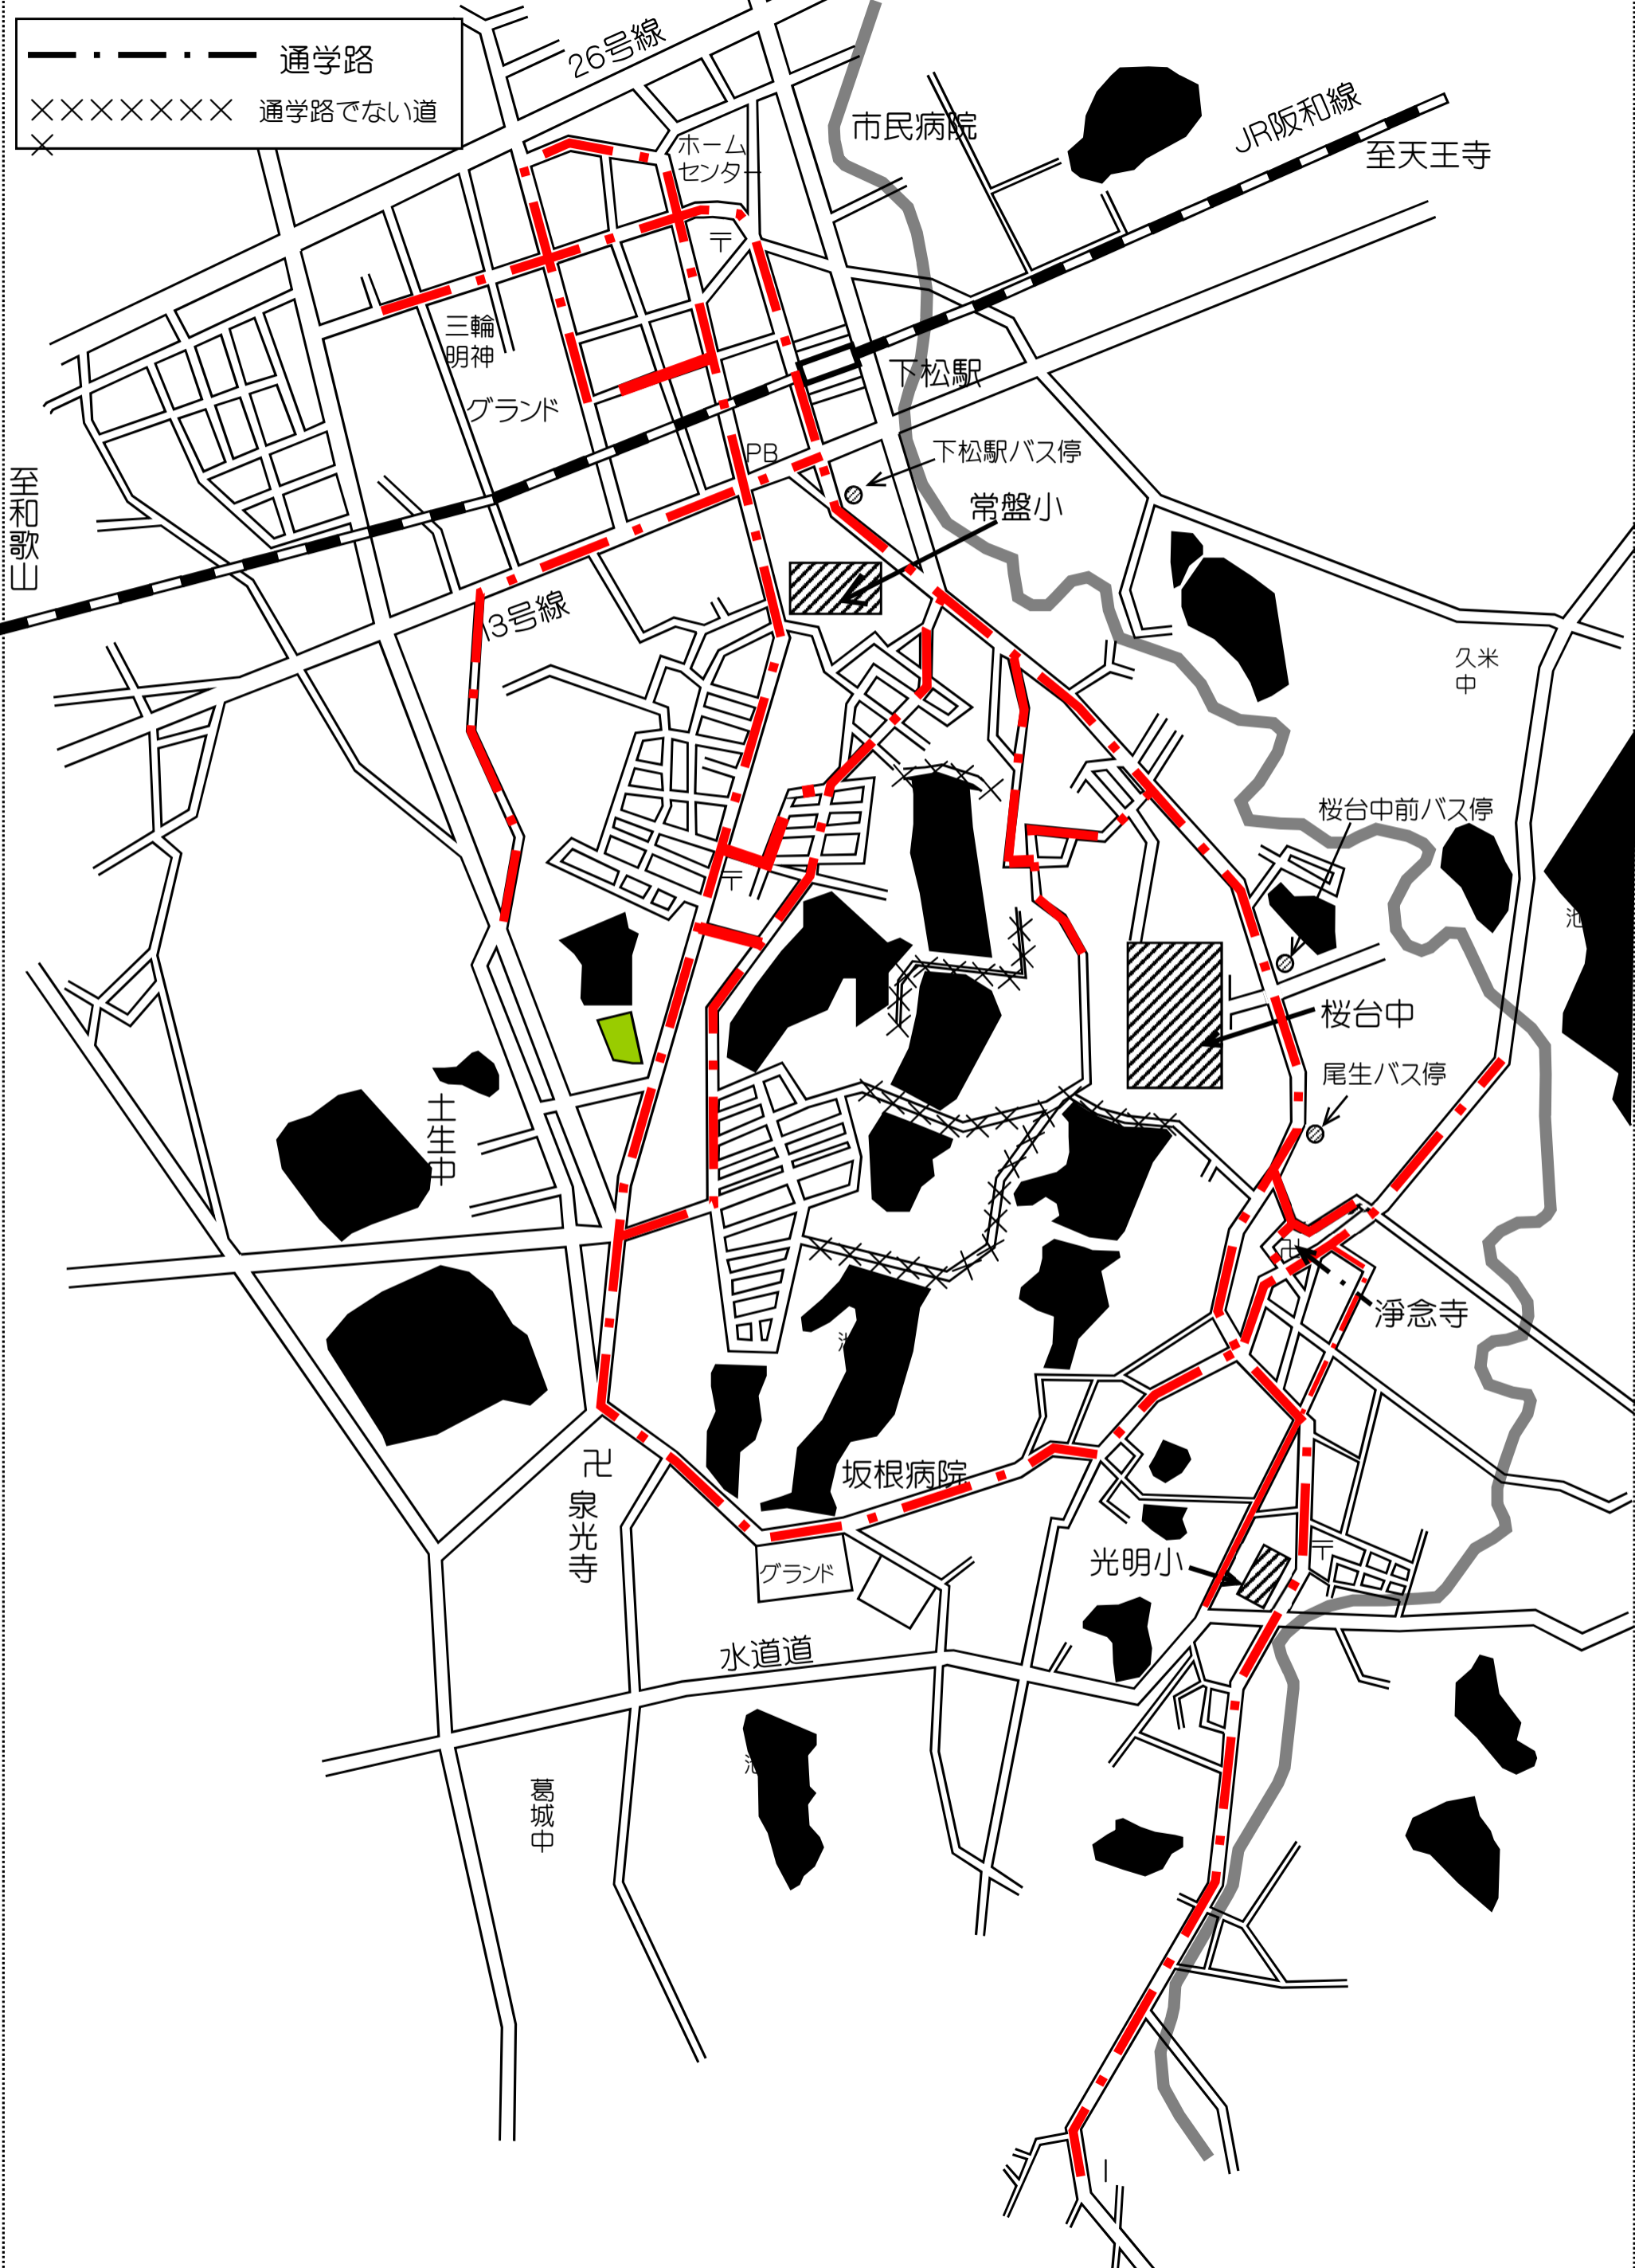 通学路
×××××××
通学路でない道
×
26号線
ホーム
センター
市民病院
JR阪和線
至天王寺
〒
三輪
明神
グランド
下松駅
PB
下松駅バス停
常盤小
至和歌山
13号線
久米
中
桜台中前バス停
〒
池
桜台中
尾生バス停
土生中
卍
淨念寺
坂根病院
卍
泉光寺
グランド
光明小
〒
水道道
葛城中